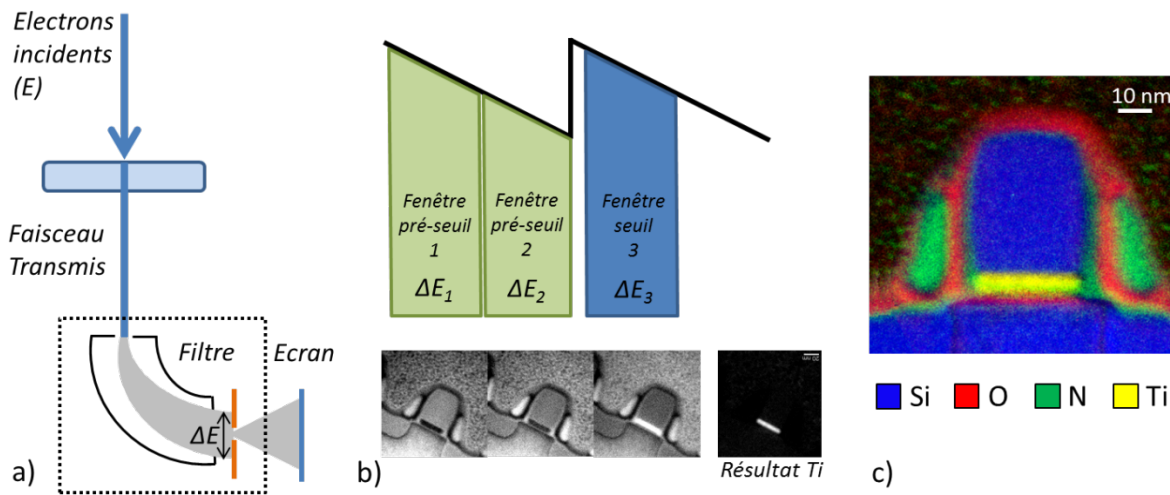 Electrons
incidents
(E)
Faisceau
Transmis
Filtre
Ecran
ΔE
a)
Fenêtre
pré-seuil
1
ΔE1
Fenêtre
pré-seuil
2
ΔE2
Fenêtre
seuil
3
ΔE3
Résultat Ti
b)
10 nm
Si O N Ti
c)